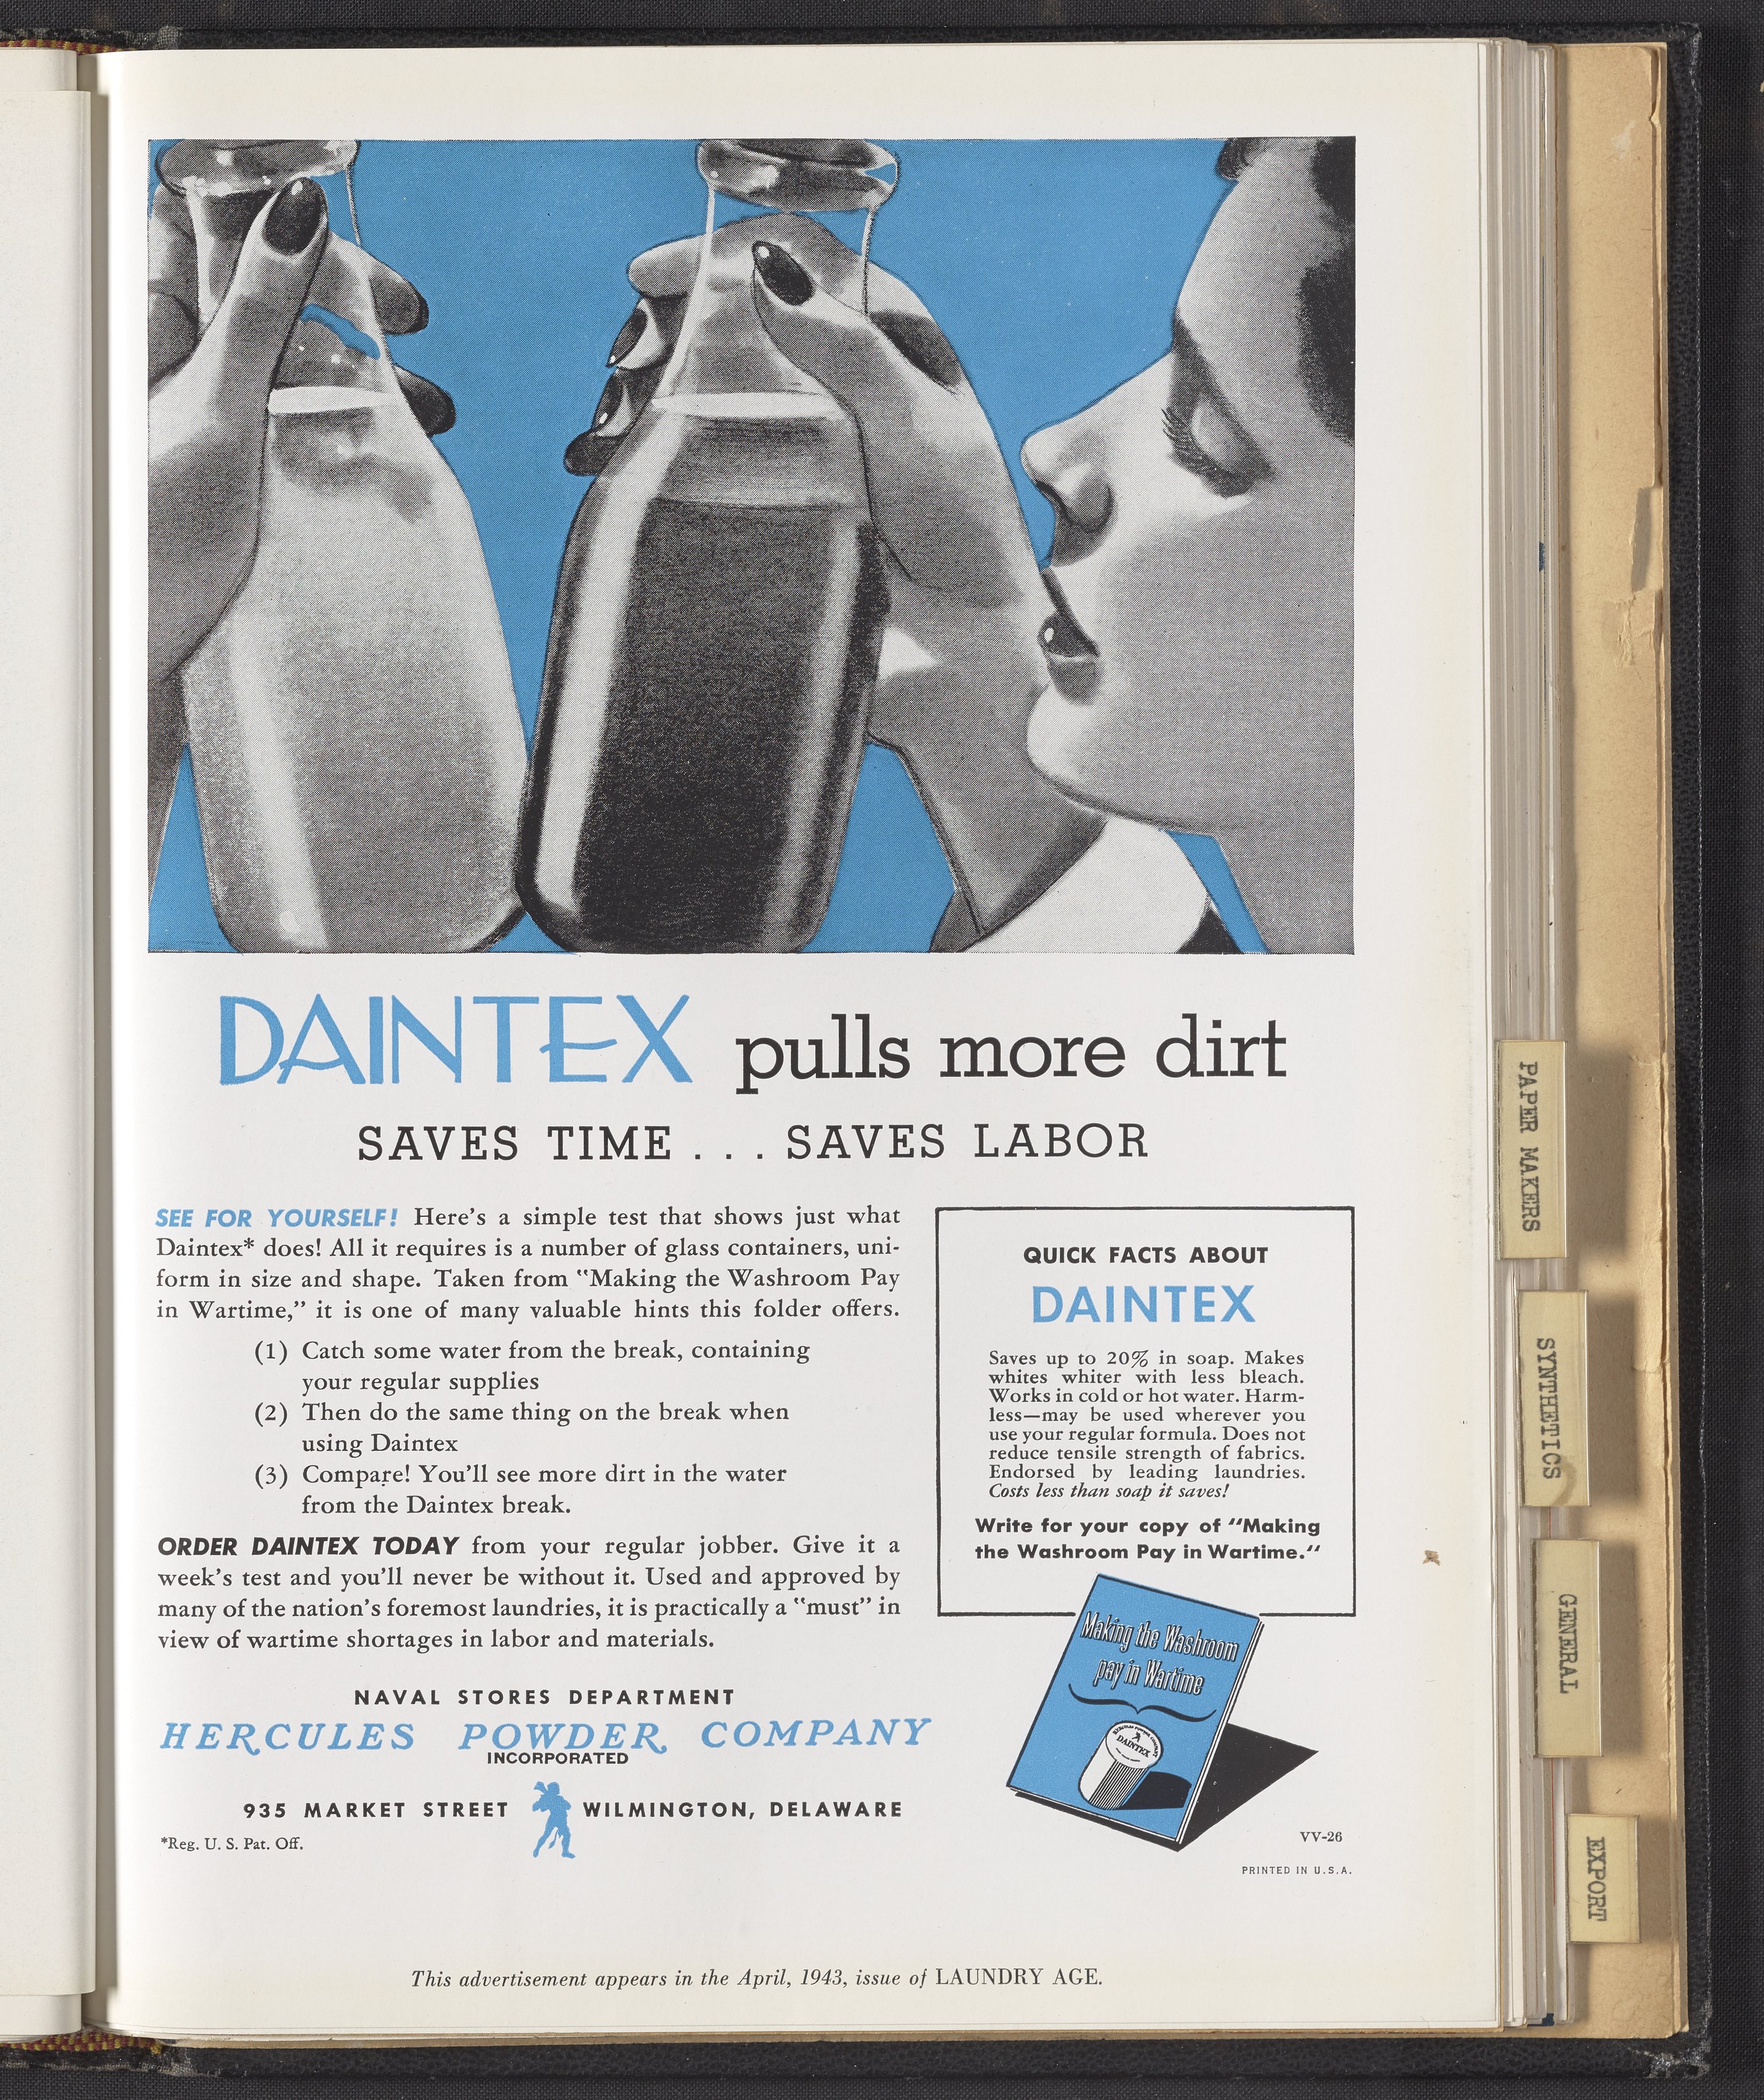 DAINTEX pulls more dirt
SAVES TIME . . . SAVES LABOR
SEE FOR YOURSELF! Here's a simple test that shows just what
Daintex* does! All it requires is a number of glass containers, uni-
form in size and shape. Taken from "Making the Washroom Pay
in Wartime," it is one of many valuable hints this folder offers.
(1) Catch some water from the break, containing
your regular supplies
(2) Then do the same thing on the break when
using Daintex
(3) Compare! You'll see more dirt in the water
from the Daintex break.
ORDER DAINTEX TODAY from your regular jobber. Give it a
week's test and you'll never be without it. Used and approved by
many of the nation's foremost laundries, it is practically a "must" in
view of wartime shortages in labor and materials.
NAVAL STORES DEPARTMENT
HERCULES POWDER COMPANY
INCORPORATED
935 MARKET STREET WILMINGTON, DELAWARE
*Reg. U. S. Pat. Off.
QUICK FACTS ABOUT
DAINTEX
Saves up to 20% in soap. Makes
whites whiter with less bleach.
Works in cold or hot water. Harm-
less—may be used wherever you
use your regular formula. Does not
reduce tensile strength of fabrics.
Endorsed by leading laundries.
Costs less than soap it saves!
Write for your copy of "Making
the Washroom Pay in Wartime."
Making the Washroom
pay in Wartime
HERCULES POWDER COMPANY
DAINTEX
VV-26
PRINTED IN U.S.A.
This advertisement appears in the April, 1943, issue of LAUNDRY AGE.
PAPER MAKERS
SYNTHETICS
GENERAL
EXPORT